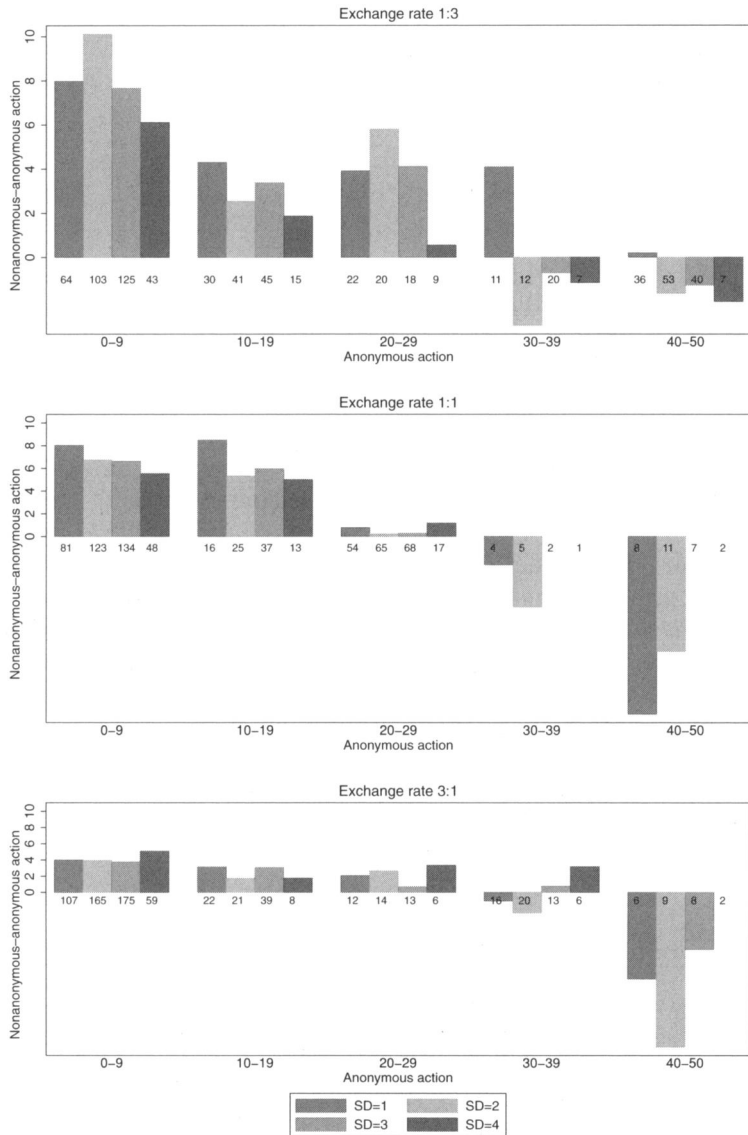 Exchange rate 1:3
Nonanonymous–anonymous action
10
8
6
4
2
0
64 103 125 43 30 41 45 15 22 20 18 9 11 12 20 7 36 53 40 7
0–9 10–19 20–29 30–39 40–50
Anonymous action
Exchange rate 1:1
Nonanonymous–anonymous action
10
8
6
4
2
0
81 123 134 48 16 25 37 13 54 65 68 17 4 5 2 1 8 11 7 2
0–9 10–19 20–29 30–39 40–50
Anonymous action
Exchange rate 3:1
Nonanonymous–anonymous action
10
8
6
4
2
107 165 175 59 22 21 39 8 12 14 13 6 16 20 13 6 6 9 8 2
0–9 10–19 20–29 30–39 40–50
Anonymous action
SD=1 SD=2
SD=3 SD=4